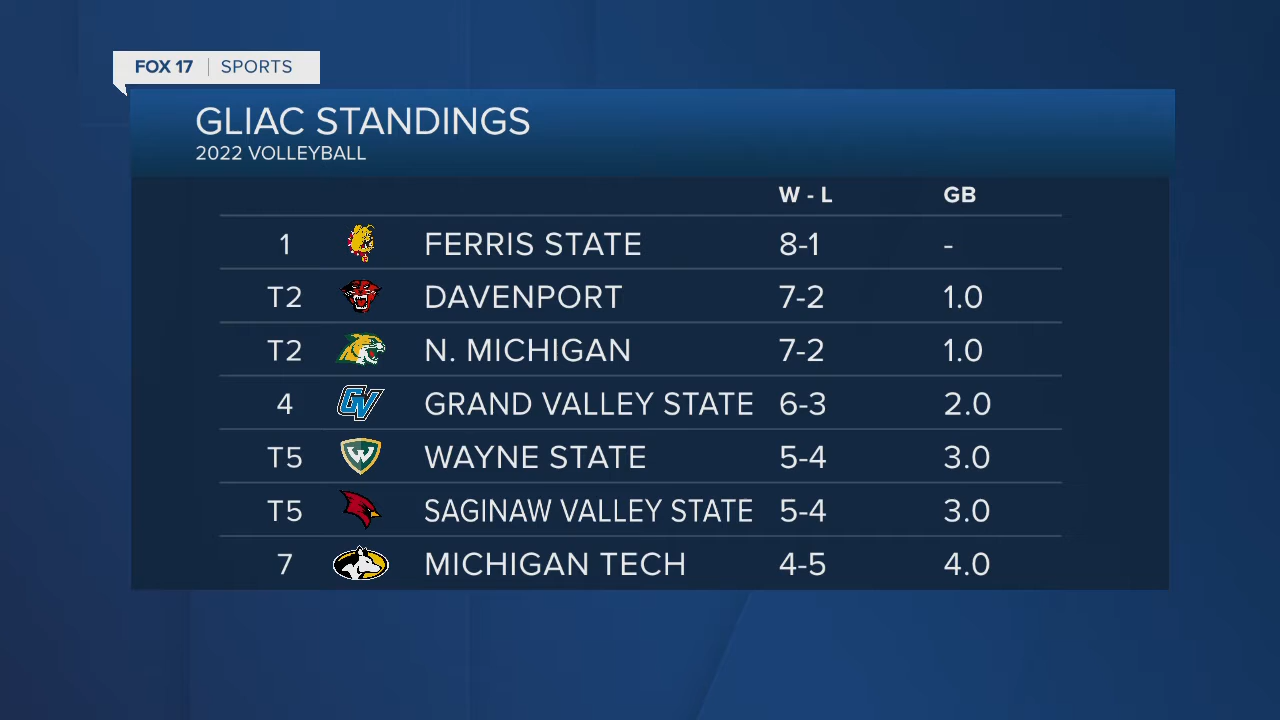 FOX 17 | SPORTS
GLIAC STANDINGS
2022 VOLLEYBALL
W - L GB
1 FERRIS STATE 8-1 -
T2 DAVENPORT 7-2 1.0
T2 N. MICHIGAN 7-2 1.0
4 GV GRAND VALLEY STATE 6-3 2.0
T5 W WAYNE STATE 5-4 3.0
T5 SAGINAW VALLEY STATE 5-4 3.0
7 MICHIGAN TECH 4-5 4.0